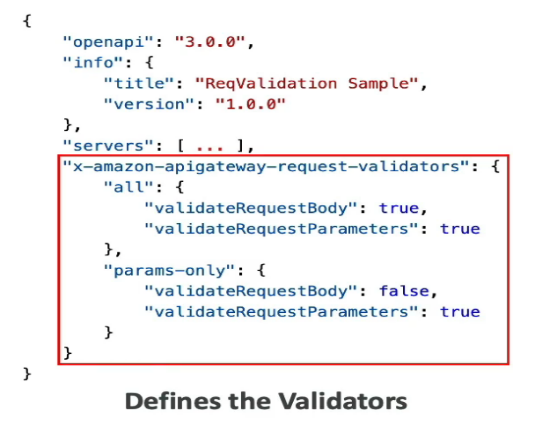 {
"openapi": "3.0.0",
"info": {
"title": "ReqValidation Sample",
"version": "1.0.0"
},
"servers": [ ... ],
"x-amazon-apigateway-request-validators": {
"all": {
"validateRequestBody": true,
"validateRequestParameters": true
},
"params-only": {
"validateRequestBody": false,
"validateRequestParameters": true
}
}
}
Defines the Validators